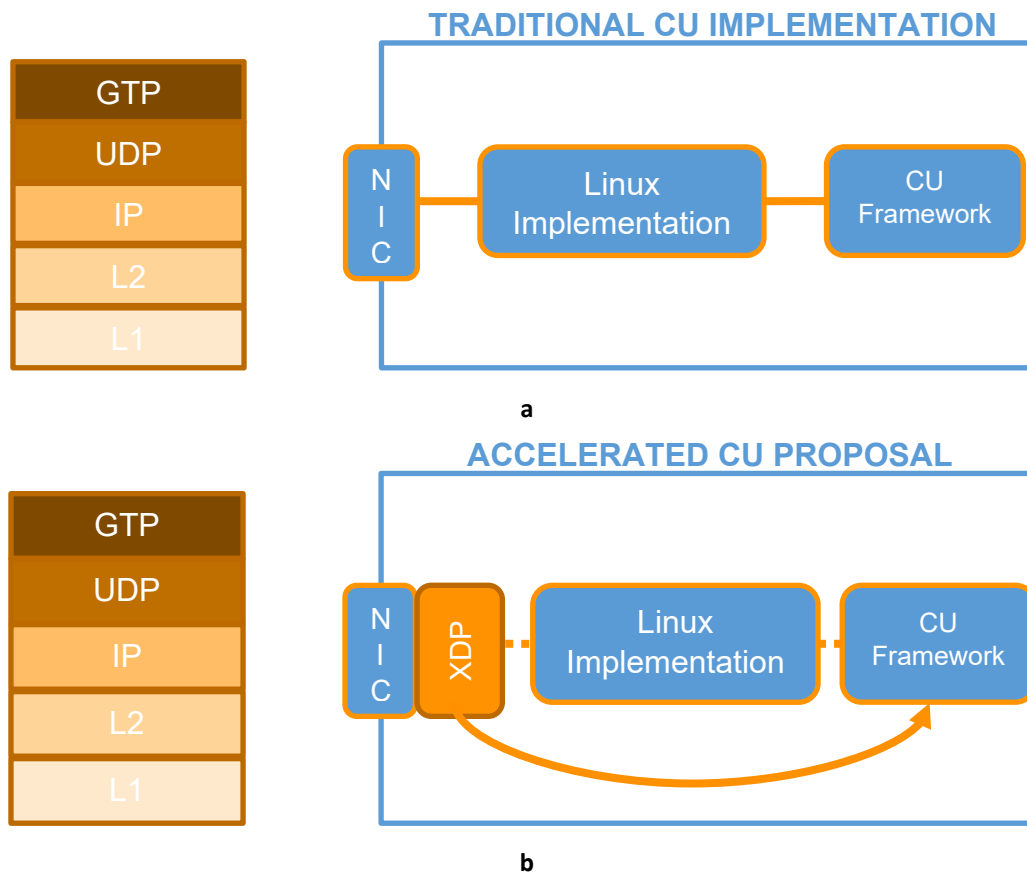 TRADITIONAL CU IMPLEMENTATION
GTP
UDP
IP
L2
L1
N
I
C
Linux
Implementation
CU
Framework
a
ACCELERATED CU PROPOSAL
GTP
UDP
IP
L2
L1
N
I
C
XDP
Linux
Implementation
CU
Framework
b